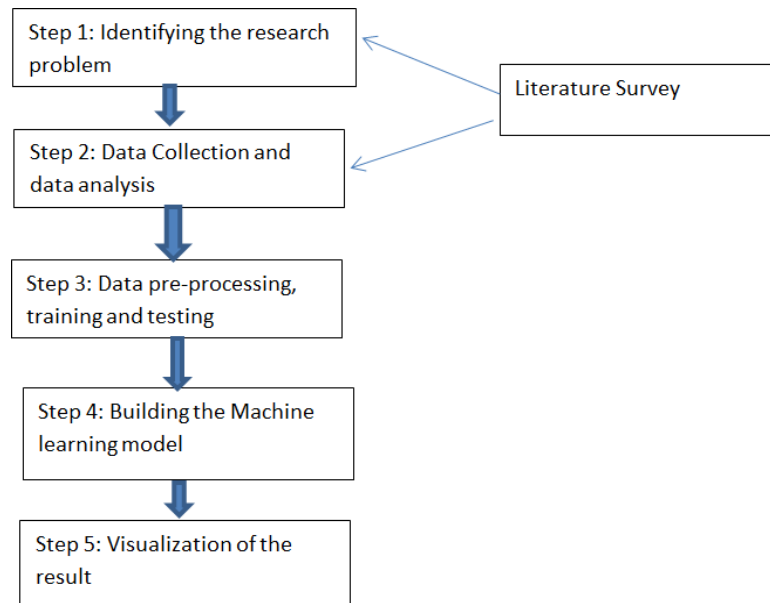 Step 1: Identifying the research
problem
Literature Survey
Step 2: Data Collection and
data analysis
Step 3: Data pre-processing,
training and testing
Step 4: Building the Machine
learning model
Step 5: Visualization of the
result